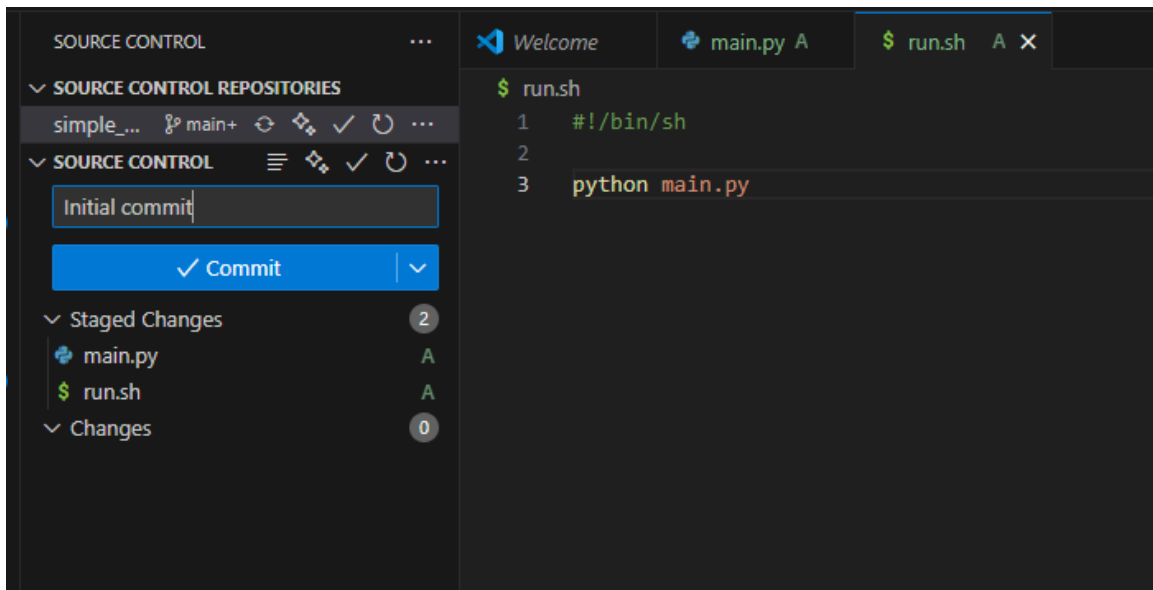 SOURCE CONTROL ...
SOURCE CONTROL REPOSITORIES
simple_... main+ ...
SOURCE CONTROL ...
Initial commit
Commit
Staged Changes 2
main.py A
$ run.sh A
Changes 0
Welcome main.py A $ run.sh A
$ run.sh
1 #!/bin/sh
2
3 python main.py